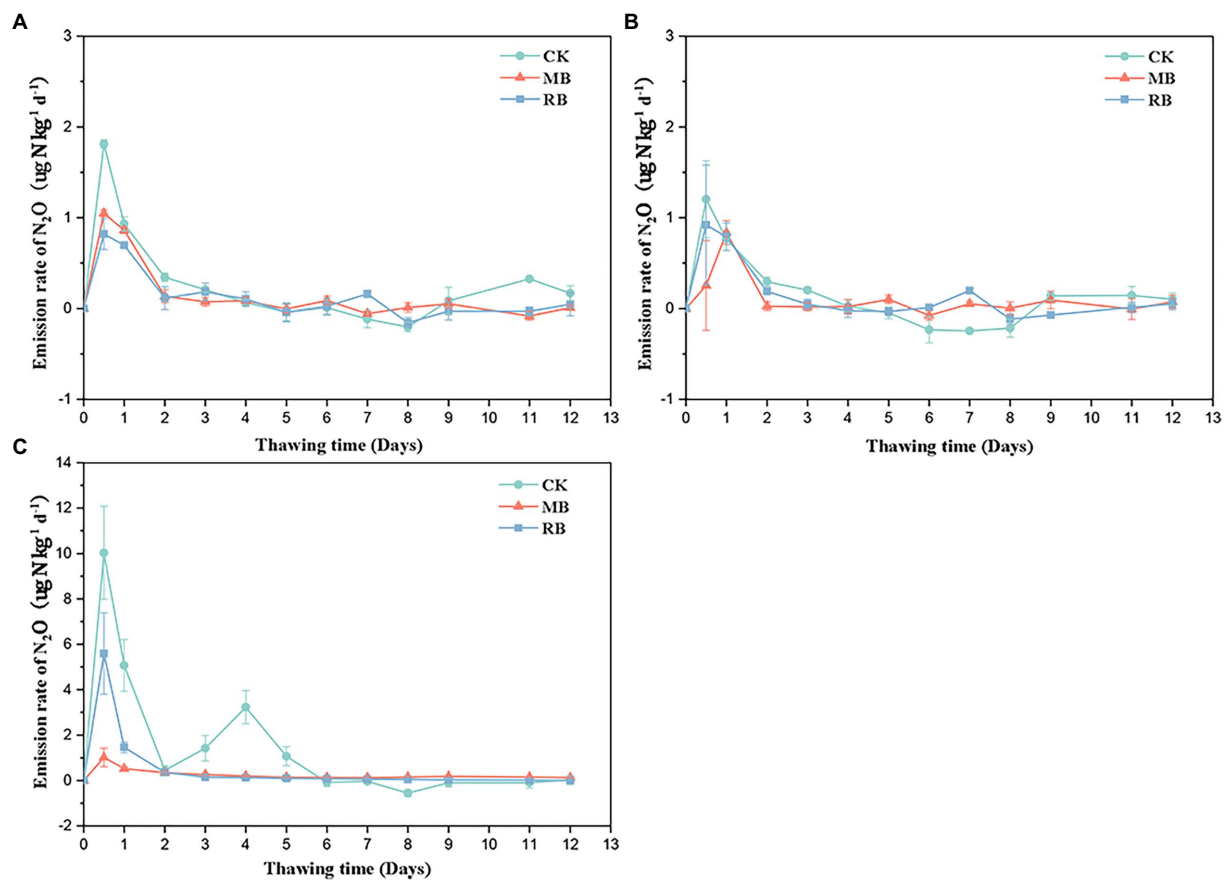 A
3
2
1
0
-1
Emission rate of N₂O (ug N kg⁻¹ d⁻¹)
CK
MB
RB
0 1 2 3 4 5 6 7 8 9 10 11 12 13
Thawing time (Days)
B
3
2
1
0
-1
Emission rate of N₂O (ug N kg⁻¹ d⁻¹)
CK
MB
RB
0 1 2 3 4 5 6 7 8 9 10 11 12 13
Thawing time (Days)
C
14
12
10
8
6
4
2
0
-2
Emission rate of N₂O (ug N kg⁻¹ d⁻¹)
CK
MB
RB
0 1 2 3 4 5 6 7 8 9 10 11 12 13
Thawing time (Days)